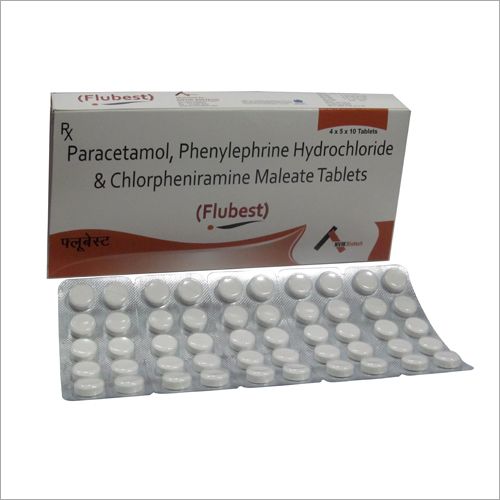 (Flubest)
Rx
4 x 5 x 10 Tablets
Paracetamol, Phenylephrine Hydrochloride
& Chlorpheniramine Maleate Tablets
(Flubest)
फ्लूबेस्ट